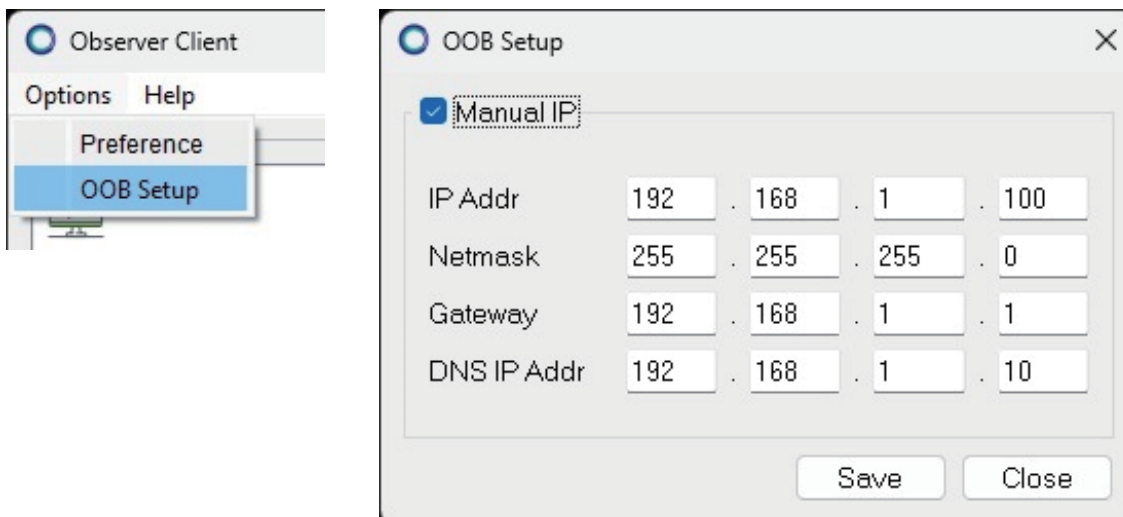 Observer Client
Options Help
Preference
OOB Setup
OOB Setup
Manual IP
IP Addr 192 . 168 . 1 . 100
Netmask 255 . 255 . 255 . 0
Gateway 192 . 168 . 1 . 1
DNS IP Addr 192 . 168 . 1 . 10
Save Close